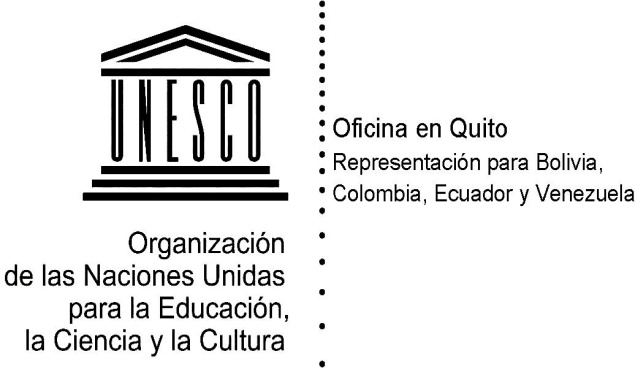 UNESCO
Organización
de las Naciones Unidas
para la Educación,
la Ciencia y la Cultura
Oficina en Quito
Representación para Bolivia,
Colombia, Ecuador y Venezuela